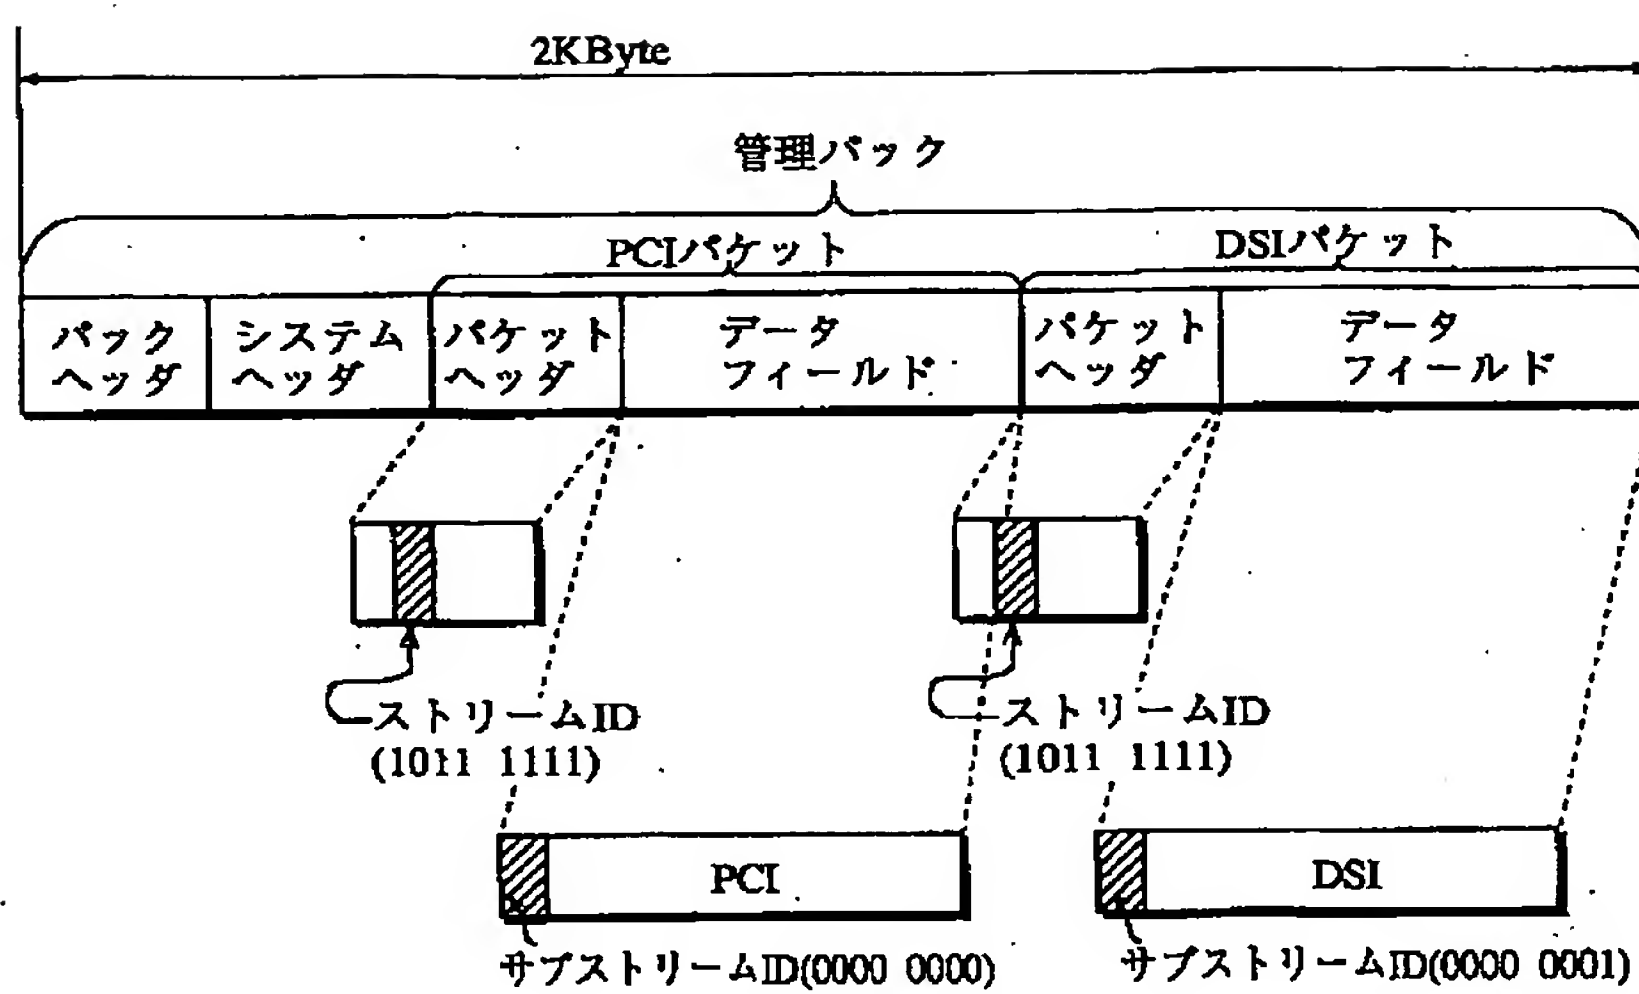 2KByte
管理パック
PCIパケット
DSIパケット
パック
ヘッダ
システム
ヘッダ
パケット
ヘッダ
データ
フィールド
パケット
ヘッダ
データ
フィールド
ストリームID
(1011 1111)
ストリームID
(1011 1111)
PCI
DSI
サブストリームID(0000 0000)
サブストリームID(0000 0001)